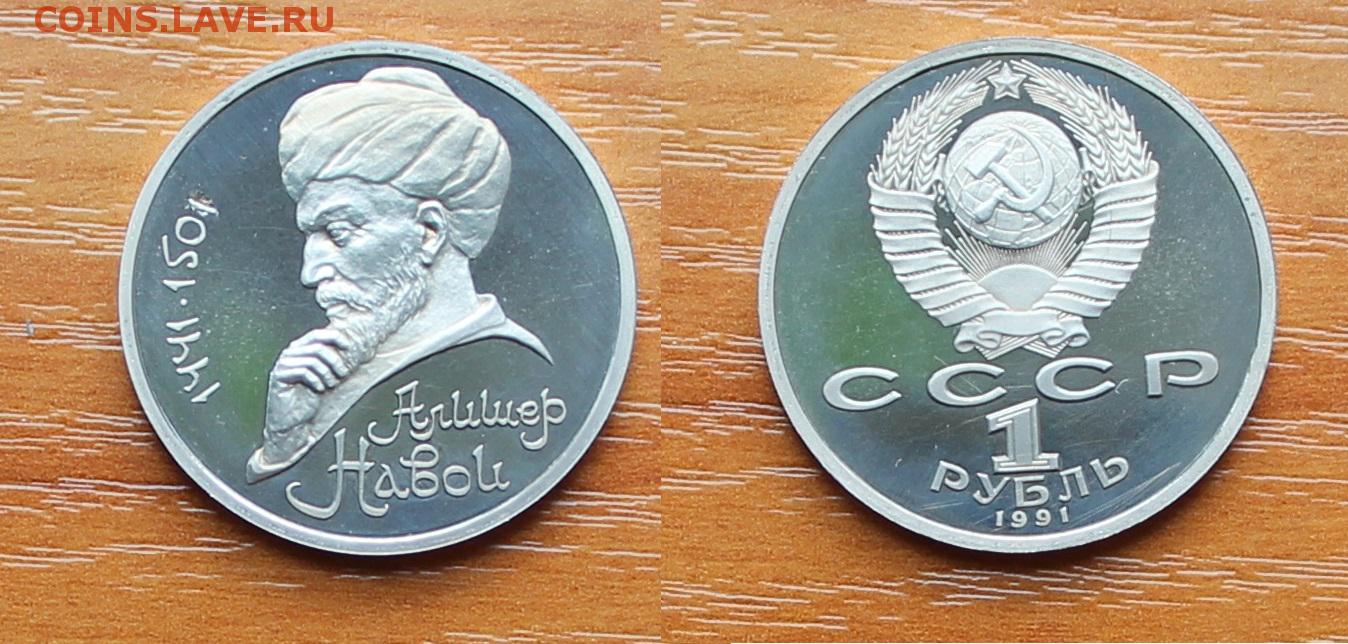 COINS.LAVE.RU
1441·1501
Алишер
Навои
СССР
1
РУБЛЬ
1991